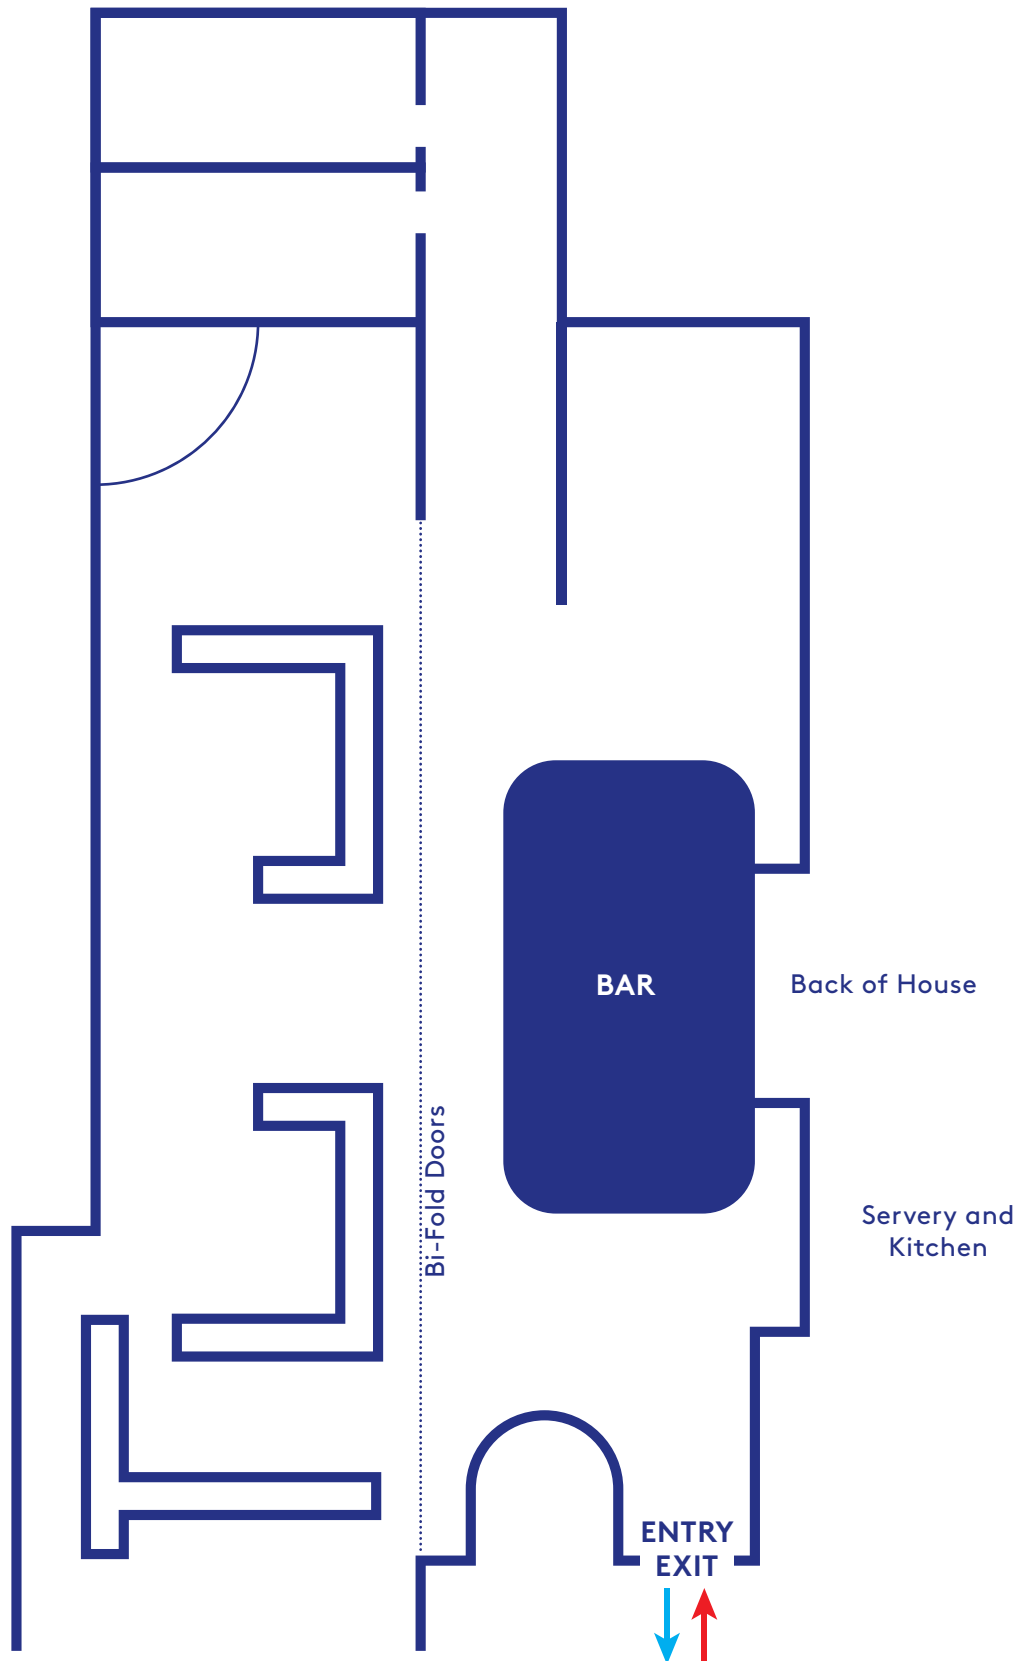 BAR
Back of House
Bi-Fold Doors
Servery and
Kitchen
ENTRY
EXIT